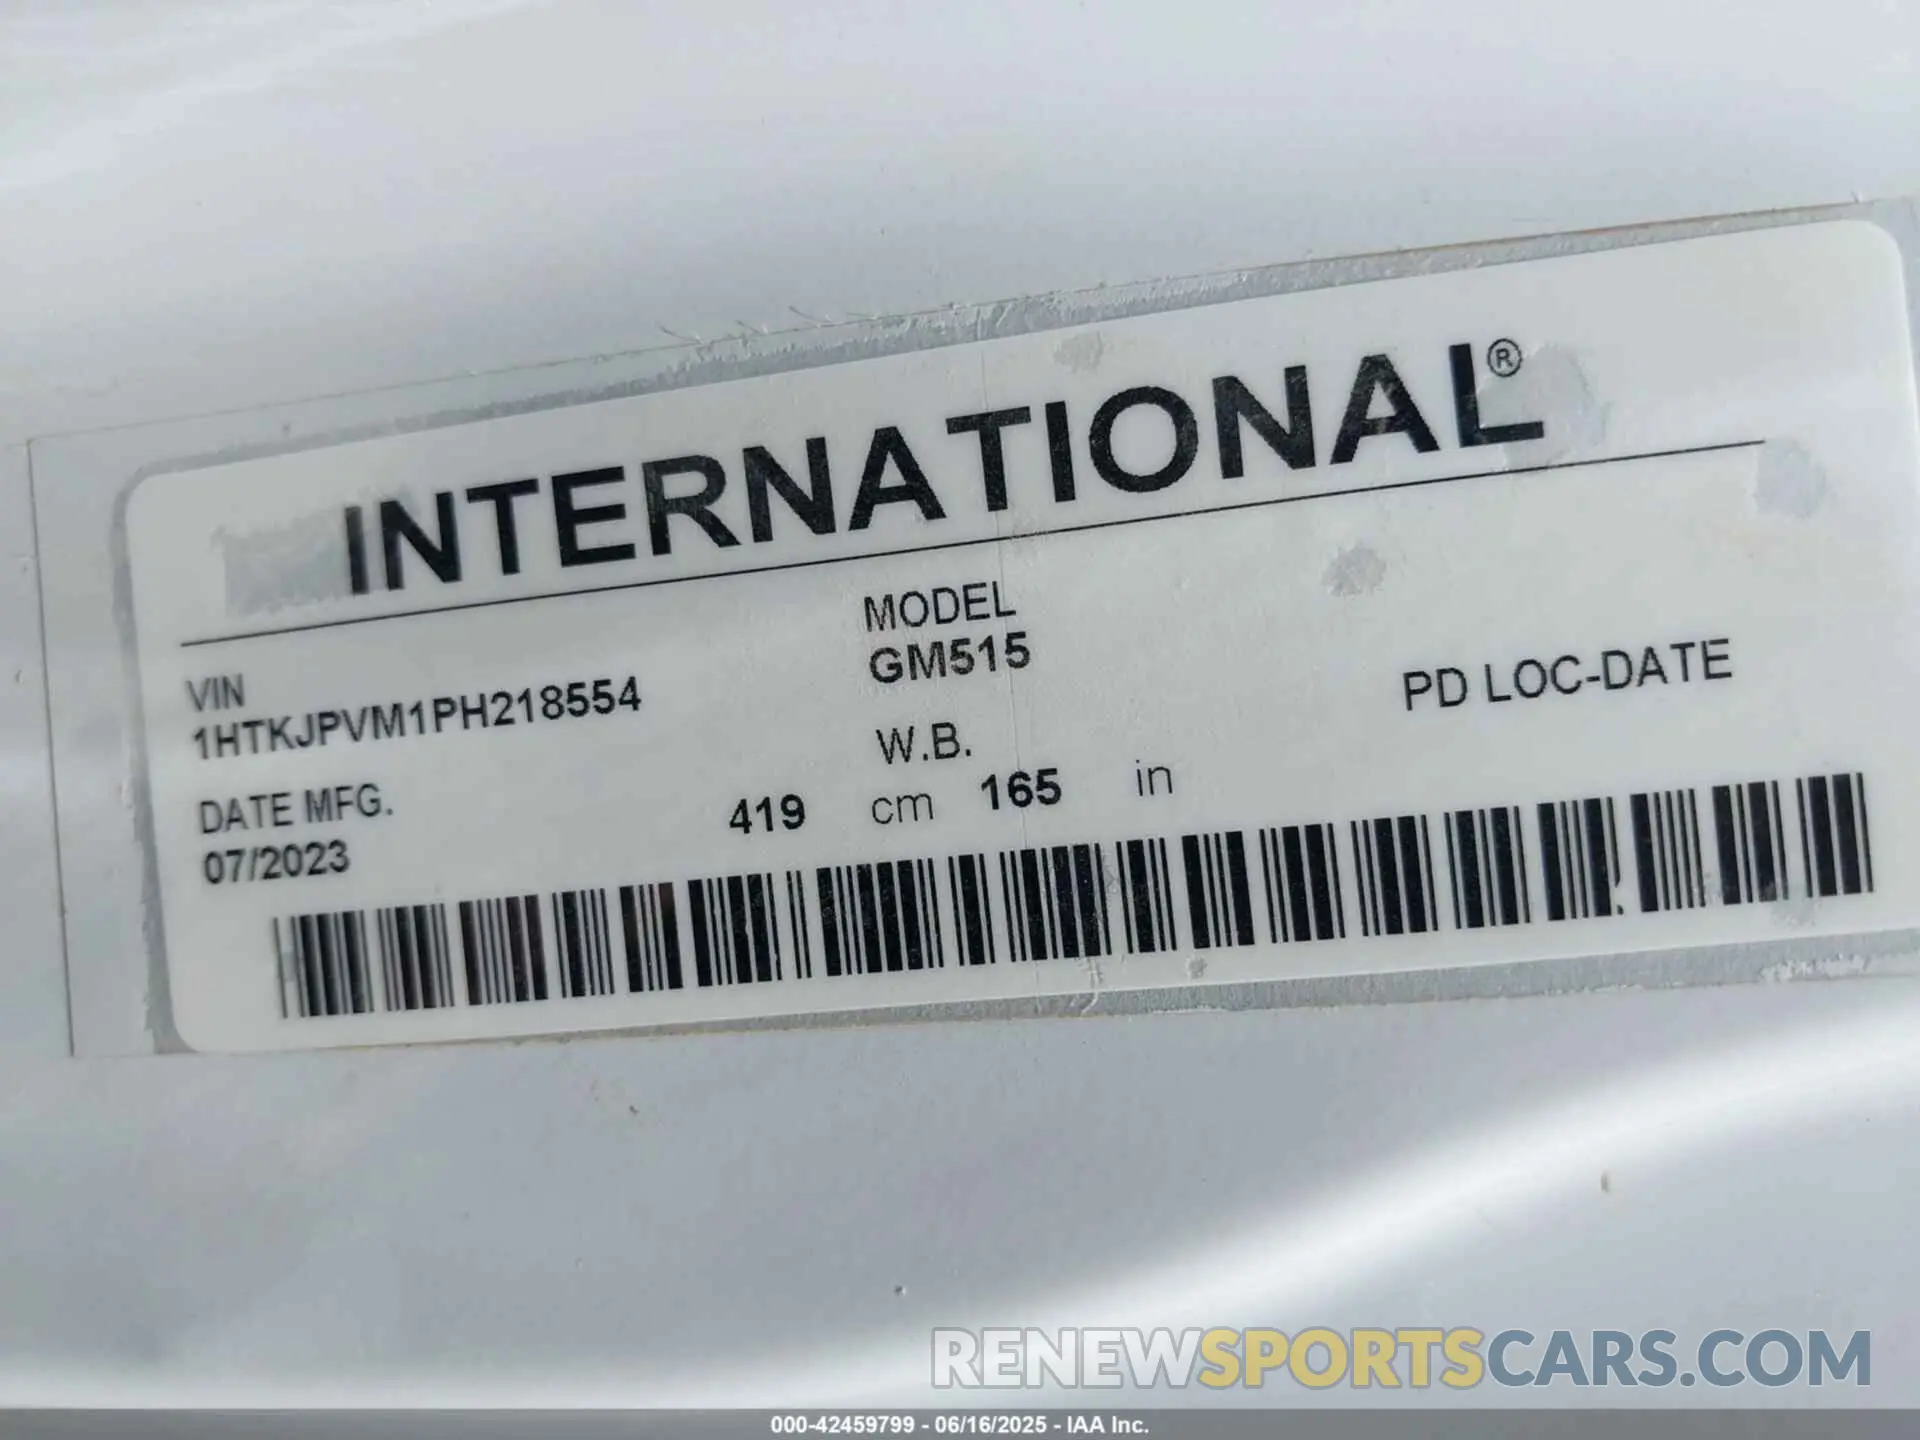 INTERNATIONAL®
VIN
1HTKJPVM1PH218554
MODEL
GM515
DATE MFG.
07/2023
W.B.
419 cm 165 in
PD LOC-DATE
RENEWSPORTSCARS.COM
000-42459799 - 06/16/2025 - IAA Inc.